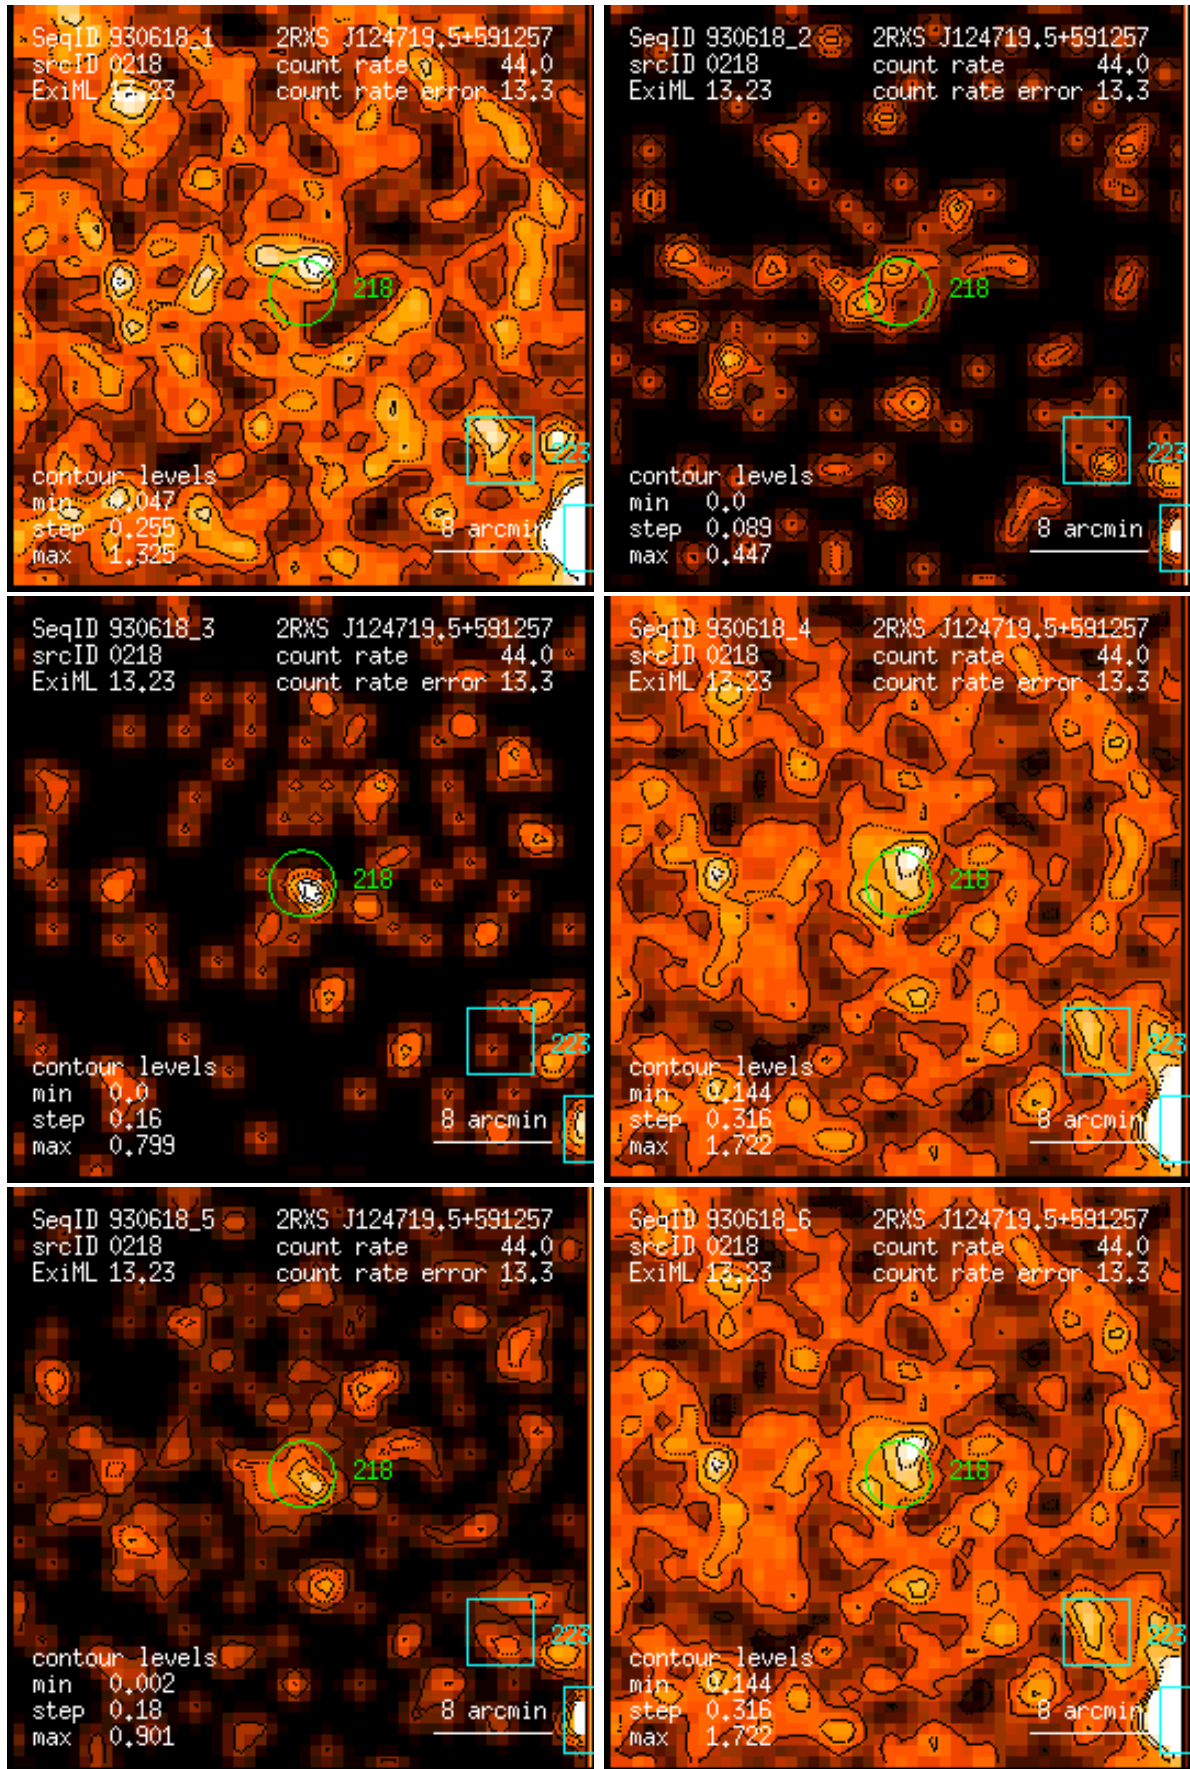 SeqID 930618_1 2RXS J124719.5+591257
srcID 0218 count rate 44.0
ExiML 13.23 count rate error 13.3
218
223
contour levels
min 0.047
step 0.255
max 1.325
8 arcmin
SeqID 930618_2 2RXS J124719.5+591257
srcID 0218 count rate 44.0
ExiML 13.23 count rate error 13.3
218
223
contour levels
min 0.0
step 0.089
max 0.447
8 arcmin
SeqID 930618_3 2RXS J124719.5+591257
srcID 0218 count rate 44.0
ExiML 13.23 count rate error 13.3
218
223
contour levels
min 0.0
step 0.16
max 0.799
8 arcmin
SeqID 930618_4 2RXS J124719.5+591257
srcID 0218 count rate 44.0
ExiML 13.23 count rate error 13.3
218
223
contour levels
min 0.144
step 0.316
max 1.722
8 arcmin
SeqID 930618_5 2RXS J124719.5+591257
srcID 0218 count rate 44.0
ExiML 13.23 count rate error 13.3
218
223
contour levels
min 0.002
step 0.18
max 0.901
8 arcmin
SeqID 930618_6 2RXS J124719.5+591257
srcID 0218 count rate 44.0
ExiML 13.23 count rate error 13.3
218
223
contour levels
min 0.144
step 0.316
max 1.722
8 arcmin